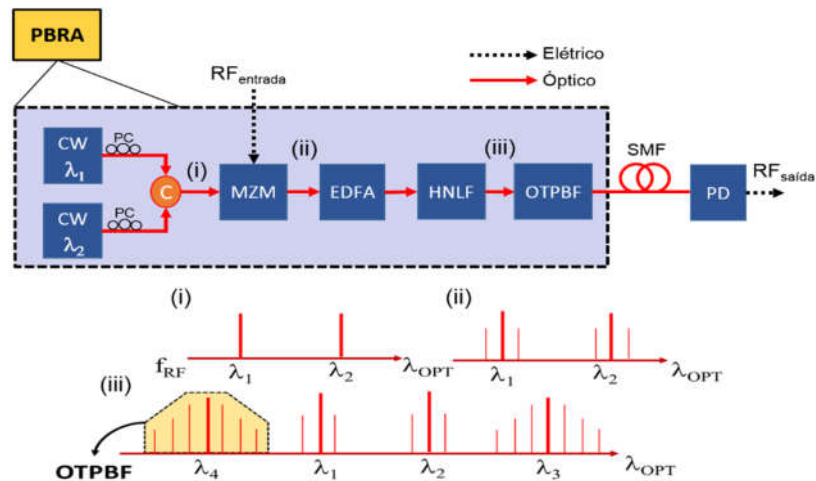 PBRA
Elétrico
Óptico
RFentrada
CW λ1
PC
(i)
C
MZM
(ii)
EDFA
HNLF
(iii)
OTPBF
SMF
PD
RFsaída
CW λ2
PC
(i)
(ii)
fRF λ1 λ2 λOPT
λ1 λ2 λOPT
(iii)
OTPBF λ4 λ1 λ2 λ3 λOPT